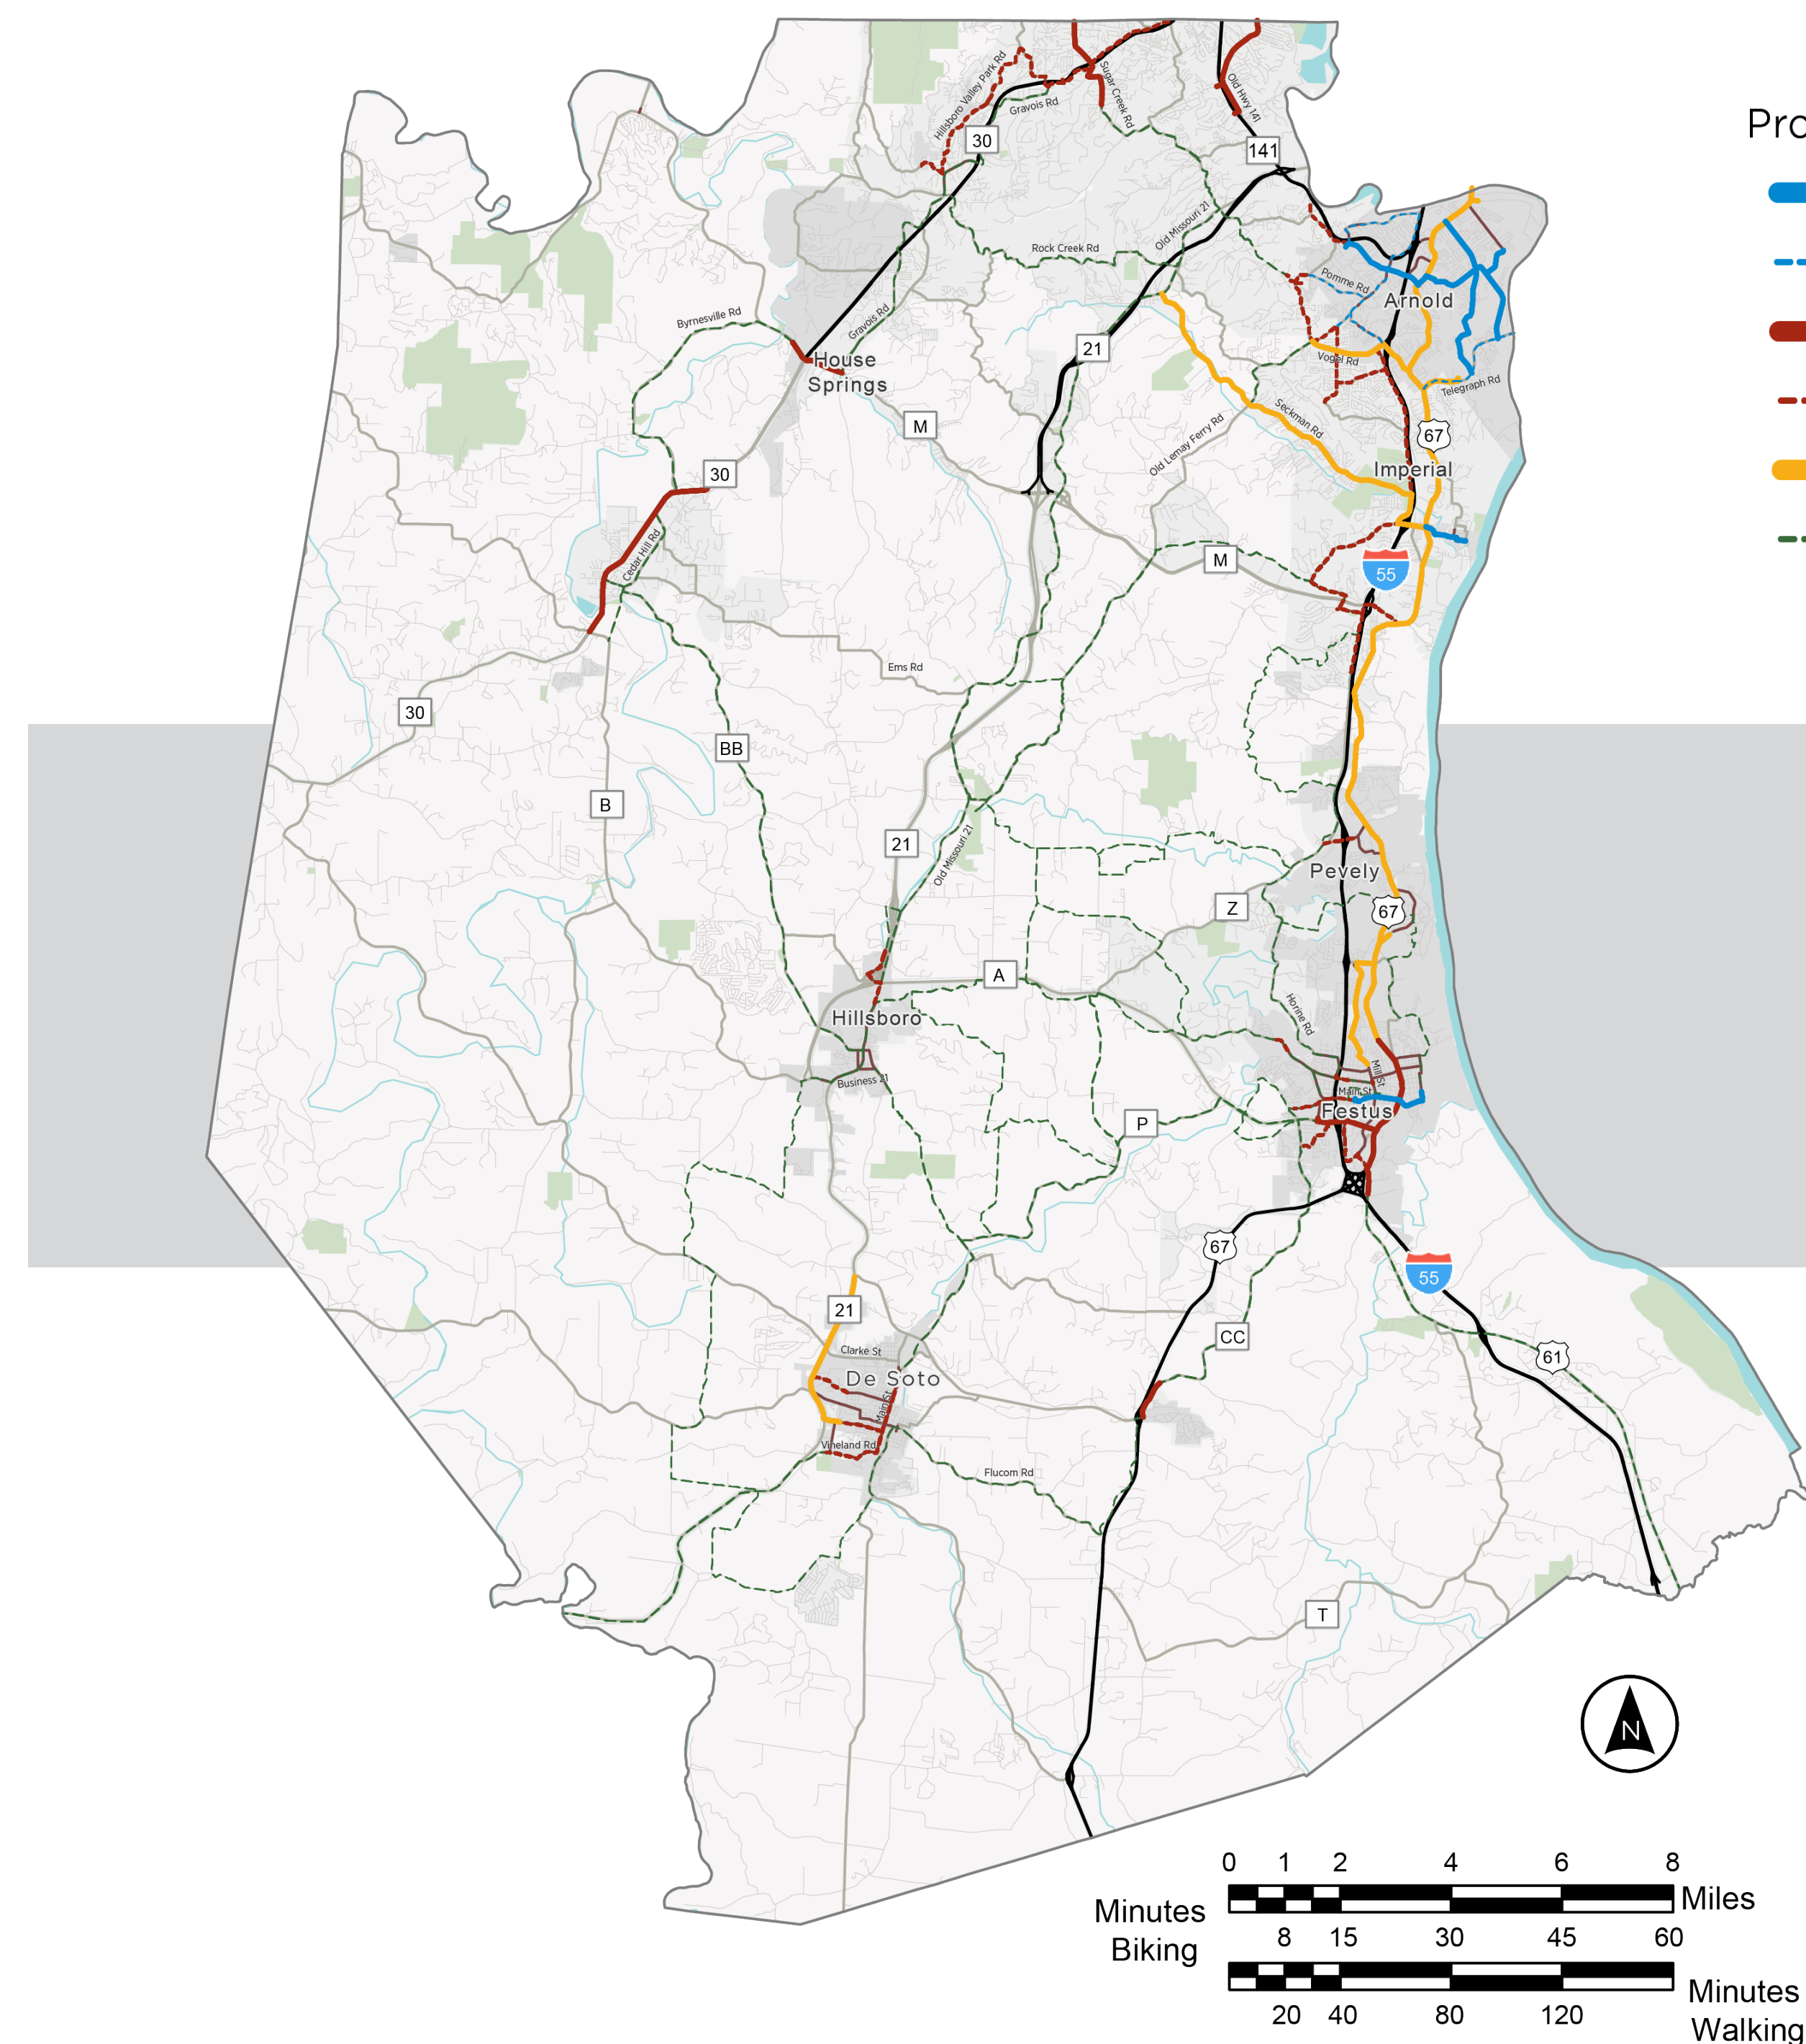 Hillsboro Valley Park Rd
Sugar Creek Rd
Old Hwy 141
Gravois Rd
30
141
Pro
Old Missouri 21
Rock Creek Rd
Pomme Rd
Arnold
Byrnesville Rd
Gravois Rd
21
House
Springs
Vogel Rd
Telegraph Rd
M
Seckman Rd
67
Old Lemay Ferry Rd
Imperial
30
Cedar Hill Rd
M
55
Ems Rd
30
BB
B
21
Old Missouri 21
Pevely
Z
67
A
Hillsboro
Horine Rd
Mill St
Business 21
Main St
Festus
P
67
55
21
CC
Clarke St
61
De Soto
Main St
Vineland Rd
Flucom Rd
T
N
0 1 2 4 6 8
Miles
Minutes
Biking
8 15 30 45 60
20 40 80 120
Minutes
Walking